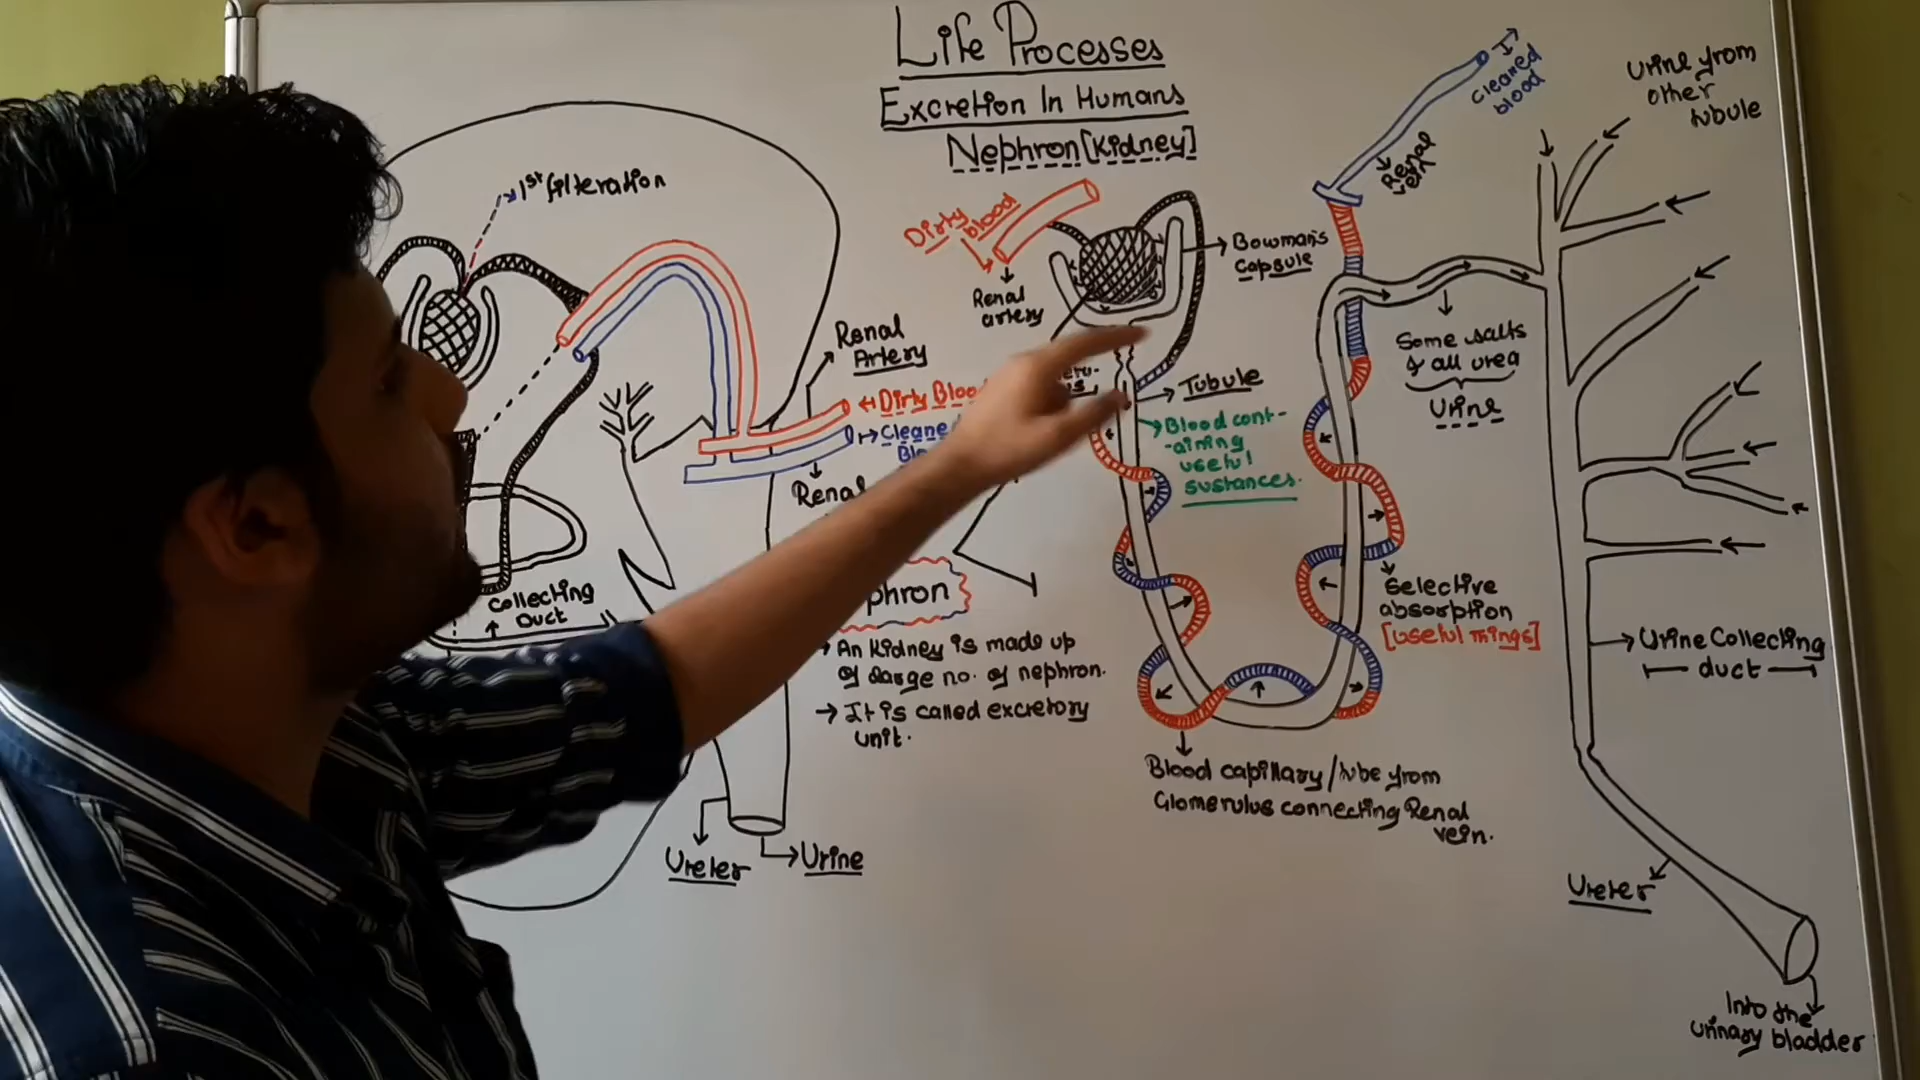 Life Processes
Excretion In Humans
Nephron [Kidney]
1st filteration
Renal
Artery
Dirty
Cleane
Renal
Collecting
Duct
phron
→ An Kidney is made up
of large no. of nephron.
→ It is called excretory
unit.
Ureter
Urine
Dirty
blood
Renal
artery
Bowman's
Capsule
Tubule
Blood cont-
-aining
useful
sustances.
Blood capillary/tube from
Glomerulus connecting Renal
vein.
Cleaned
blood
Renal
vein
Some salts
& all urea
Urine
Selective
absorption
[useful things]
Urine from
other
tubule
Urine Collecting
duct
Ureter
Into the
urinary bladder